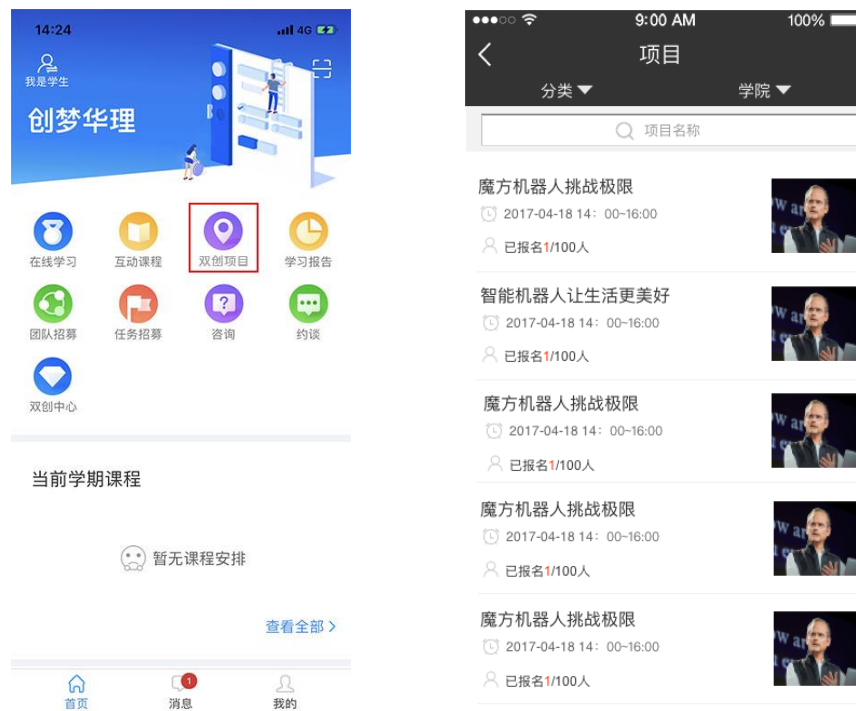 14:24
4G
我是学生
创梦华理
在线学习
互动课程
双创项目
学习报告
团队招募
任务招募
咨询
约谈
双创中心
当前学期课程
暂无课程安排
查看全部
首页
1
消息
我的
9:00 AM
100%
项目
分类
学院
项目名称
魔方机器人挑战极限
2017-04-18 14：00~16:00
已报名1/100人
智能机器人让生活更美好
2017-04-18 14：00~16:00
已报名1/100人
魔方机器人挑战极限
2017-04-18 14：00~16:00
已报名1/100人
魔方机器人挑战极限
2017-04-18 14：00~16:00
已报名1/100人
魔方机器人挑战极限
2017-04-18 14：00~16:00
已报名1/100人